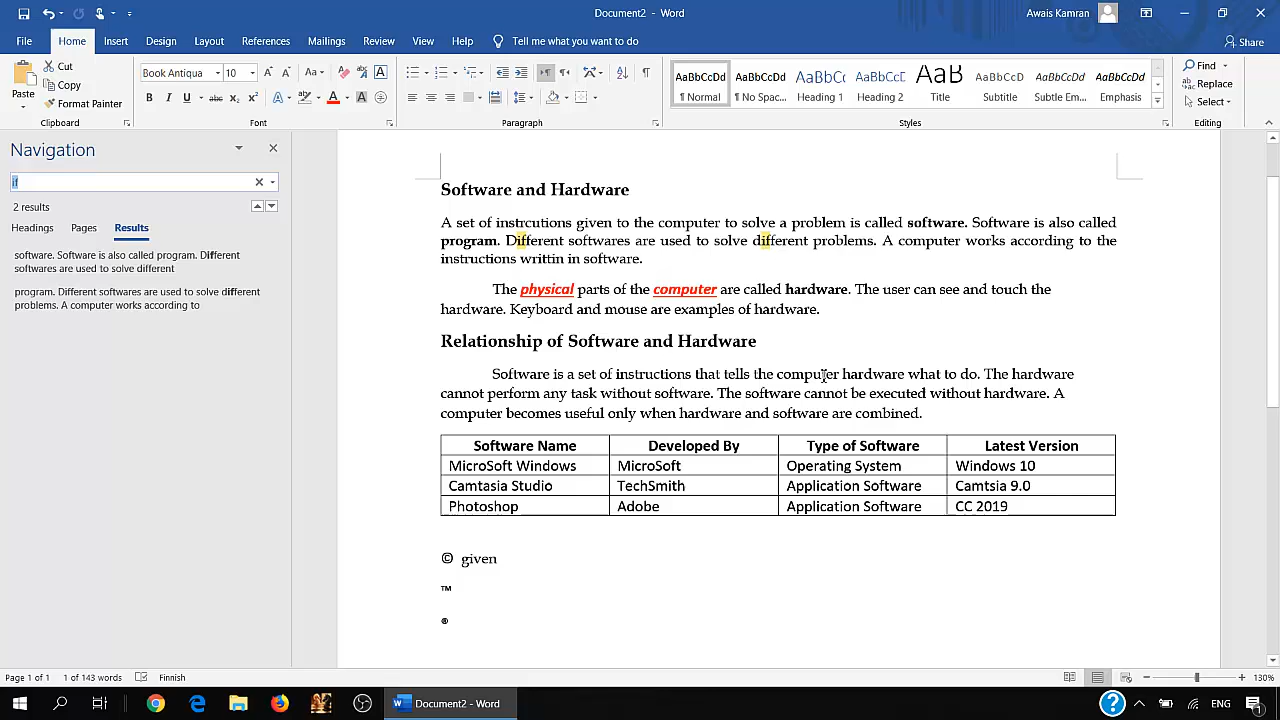 Document2 - Word
Awais Kamran
File Home Insert Design Layout References Mailings Review View Help Tell me what you want to do Share
Paste
Cut
Copy
Format Painter
Clipboard
Book Antiqua 10
Font
Paragraph
AaBbCcDd AaBbCcDd AaBbC AaBbCcE AaB AaBbCcD AaBbCcDd AaBbCcDd
¶ Normal ¶ No Spac... Heading 1 Heading 2 Title Subtitle Subtle Em... Emphasis
Styles
Find
Replace
Select
Editing
Navigation
if
2 results
Headings Pages Results
software. Software is also called program. Different
softwares are used to solve different
program. Different softwares are used to solve different
problems. A computer works according to
Software and Hardware
A set of instrcutions given to the computer to solve a problem is called software. Software is also called
program. Different softwares are used to solve different problems. A computer works according to the
instructions writtin in software.
The physical parts of the computer are called hardware. The user can see and touch the
hardware. Keyboard and mouse are examples of hardware.
Relationship of Software and Hardware
Software is a set of instructions that tells the computer hardware what to do. The hardware
cannot perform any task without software. The software cannot be executed without hardware. A
computer becomes useful only when hardware and software are combined.
Software Name Developed By Type of Software Latest Version
MicroSoft Windows MicroSoft Operating System Windows 10
Camtasia Studio TechSmith Application Software Camtsia 9.0
Photoshop Adobe Application Software CC 2019
© given
™
®
Page 1 of 1 1 of 143 words Finnish 130%
Document2 - Word
ENG